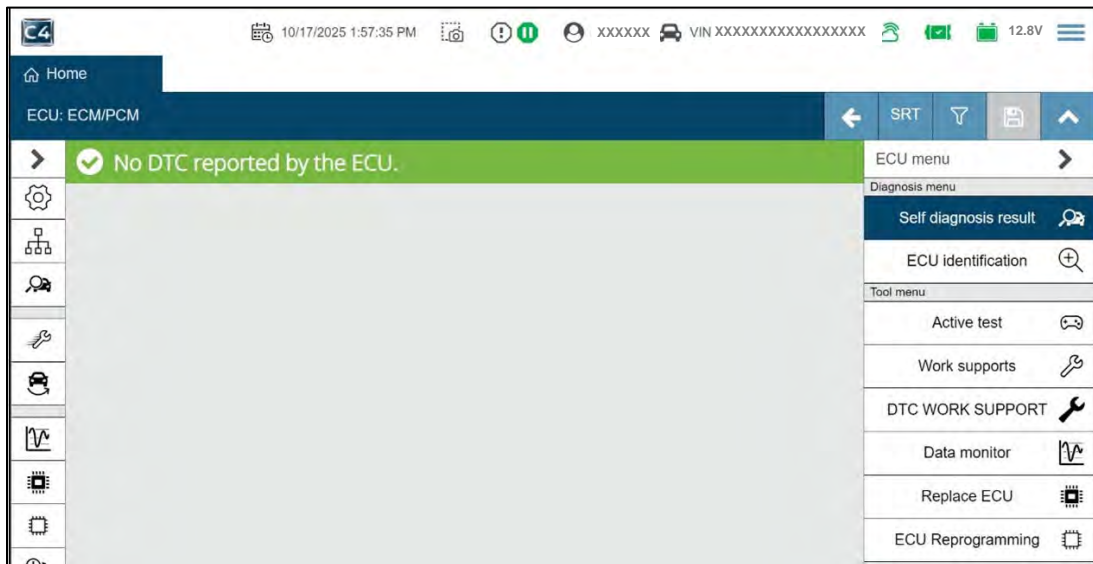 C4
10/17/2025 1:57:35 PM XXXXXX VIN XXXXXXXXXXXXXXXXX 12.8V
Home
ECU: ECM/PCM
SRT
No DTC reported by the ECU.
ECU menu
Diagnosis menu
Self diagnosis result
ECU identification
Tool menu
Active test
Work supports
DTC WORK SUPPORT
Data monitor
Replace ECU
ECU Reprogramming